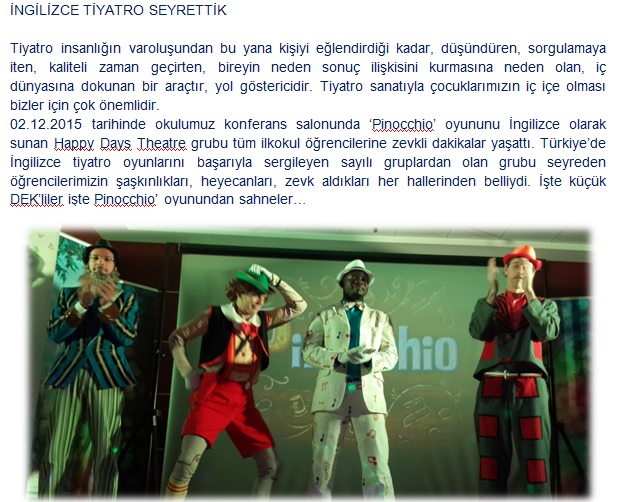 İNGİLİZCE TİYATRO SEYRETTİK
Tiyatro insanlığın varoluşundan bu yana kişiyi eğlendirdiği kadar, düşündüren, sorgulamaya
iten, kaliteli zaman geçirten, bireyin neden sonuç ilişkisini kurmasına neden olan, iç
dünyasına dokunan bir araçtır, yol göstericidir. Tiyatro sanatıyla çocuklarımızın iç içe olması
bizler için çok önemlidir.
02.12.2015 tarihinde okulumuz konferans salonunda ‘Pinocchio’ oyununu İngilizce olarak
sunan Happy Days Theatre grubu tüm ilkokul öğrencilerine zevkli dakikalar yaşattı. Türkiye’de
İngilizce tiyatro oyunlarını başarıyla sergileyen sayılı gruplardan olan grubu seyreden
öğrencilerimizin şaşkınlıkları, heyecanları, zevk aldıkları her hallerinden belliydi. İşte küçük
DEK’liler işte Pinocchio’ oyunundan sahneler…